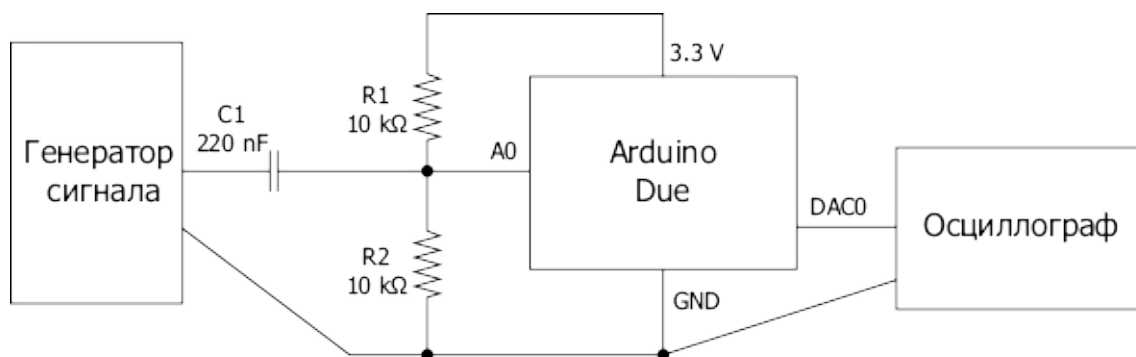 Генератор
сигнала
C1
220 nF
R1
10 kΩ
R2
10 kΩ
3.3 V
A0
Arduino
Due
GND
DAC0
Осциллограф